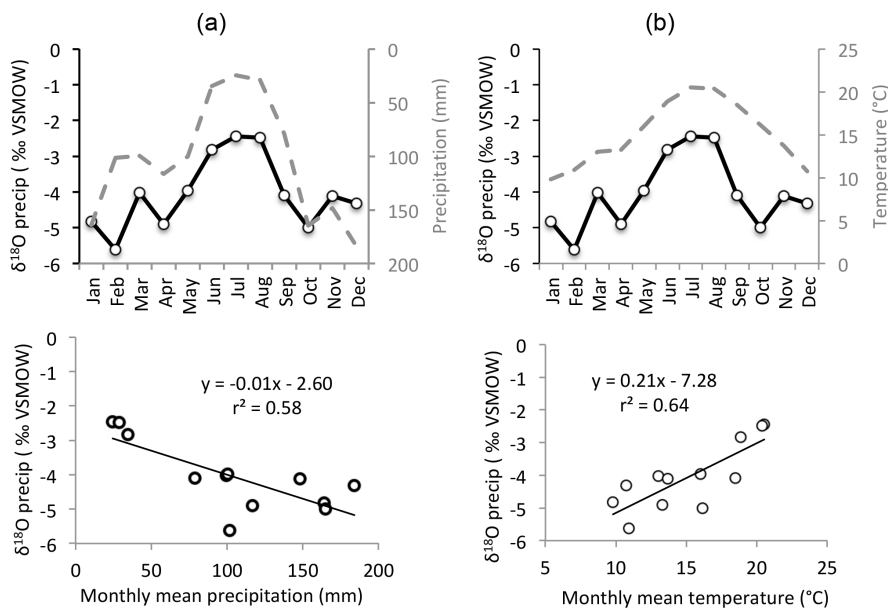 (a)
0
-1
-2
-3
-4
-5
-6
δ18O precip ( ‰ VSMOW)
0
50
100
150
200
Precipitation (mm)
Jan Feb Mar Apr May Jun Jul Aug Sep Oct Nov Dec
(b)
0
-1
-2
-3
-4
-5
-6
δ18O precip (‰ VSMOW)
25
20
15
10
5
0
Temperature (°C)
Jan Feb Mar Apr May Jun Jul Aug Sep Oct Nov Dec
0
-1
-2
-3
-4
-5
-6
δ18O precip ( ‰ VSMOW)
y = -0.01x - 2.60
r² = 0.58
0 50 100 150 200
Monthly mean precipitation (mm)
0
-1
-2
-3
-4
-5
-6
δ18O precip (‰ VSMOW)
y = 0.21x - 7.28
r² = 0.64
5 10 15 20 25
Monthly mean temperature (°C)